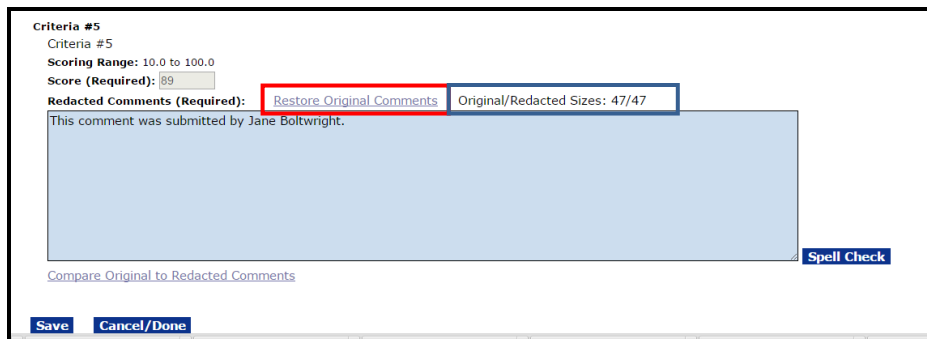 Criteria #5
Criteria #5
Scoring Range: 10.0 to 100.0
Score (Required): 89
Redacted Comments (Required): Restore Original Comments Original/Redacted Sizes: 47/47
This comment was submitted by Jane Boltwright.
Spell Check
Compare Original to Redacted Comments
Save Cancel/Done